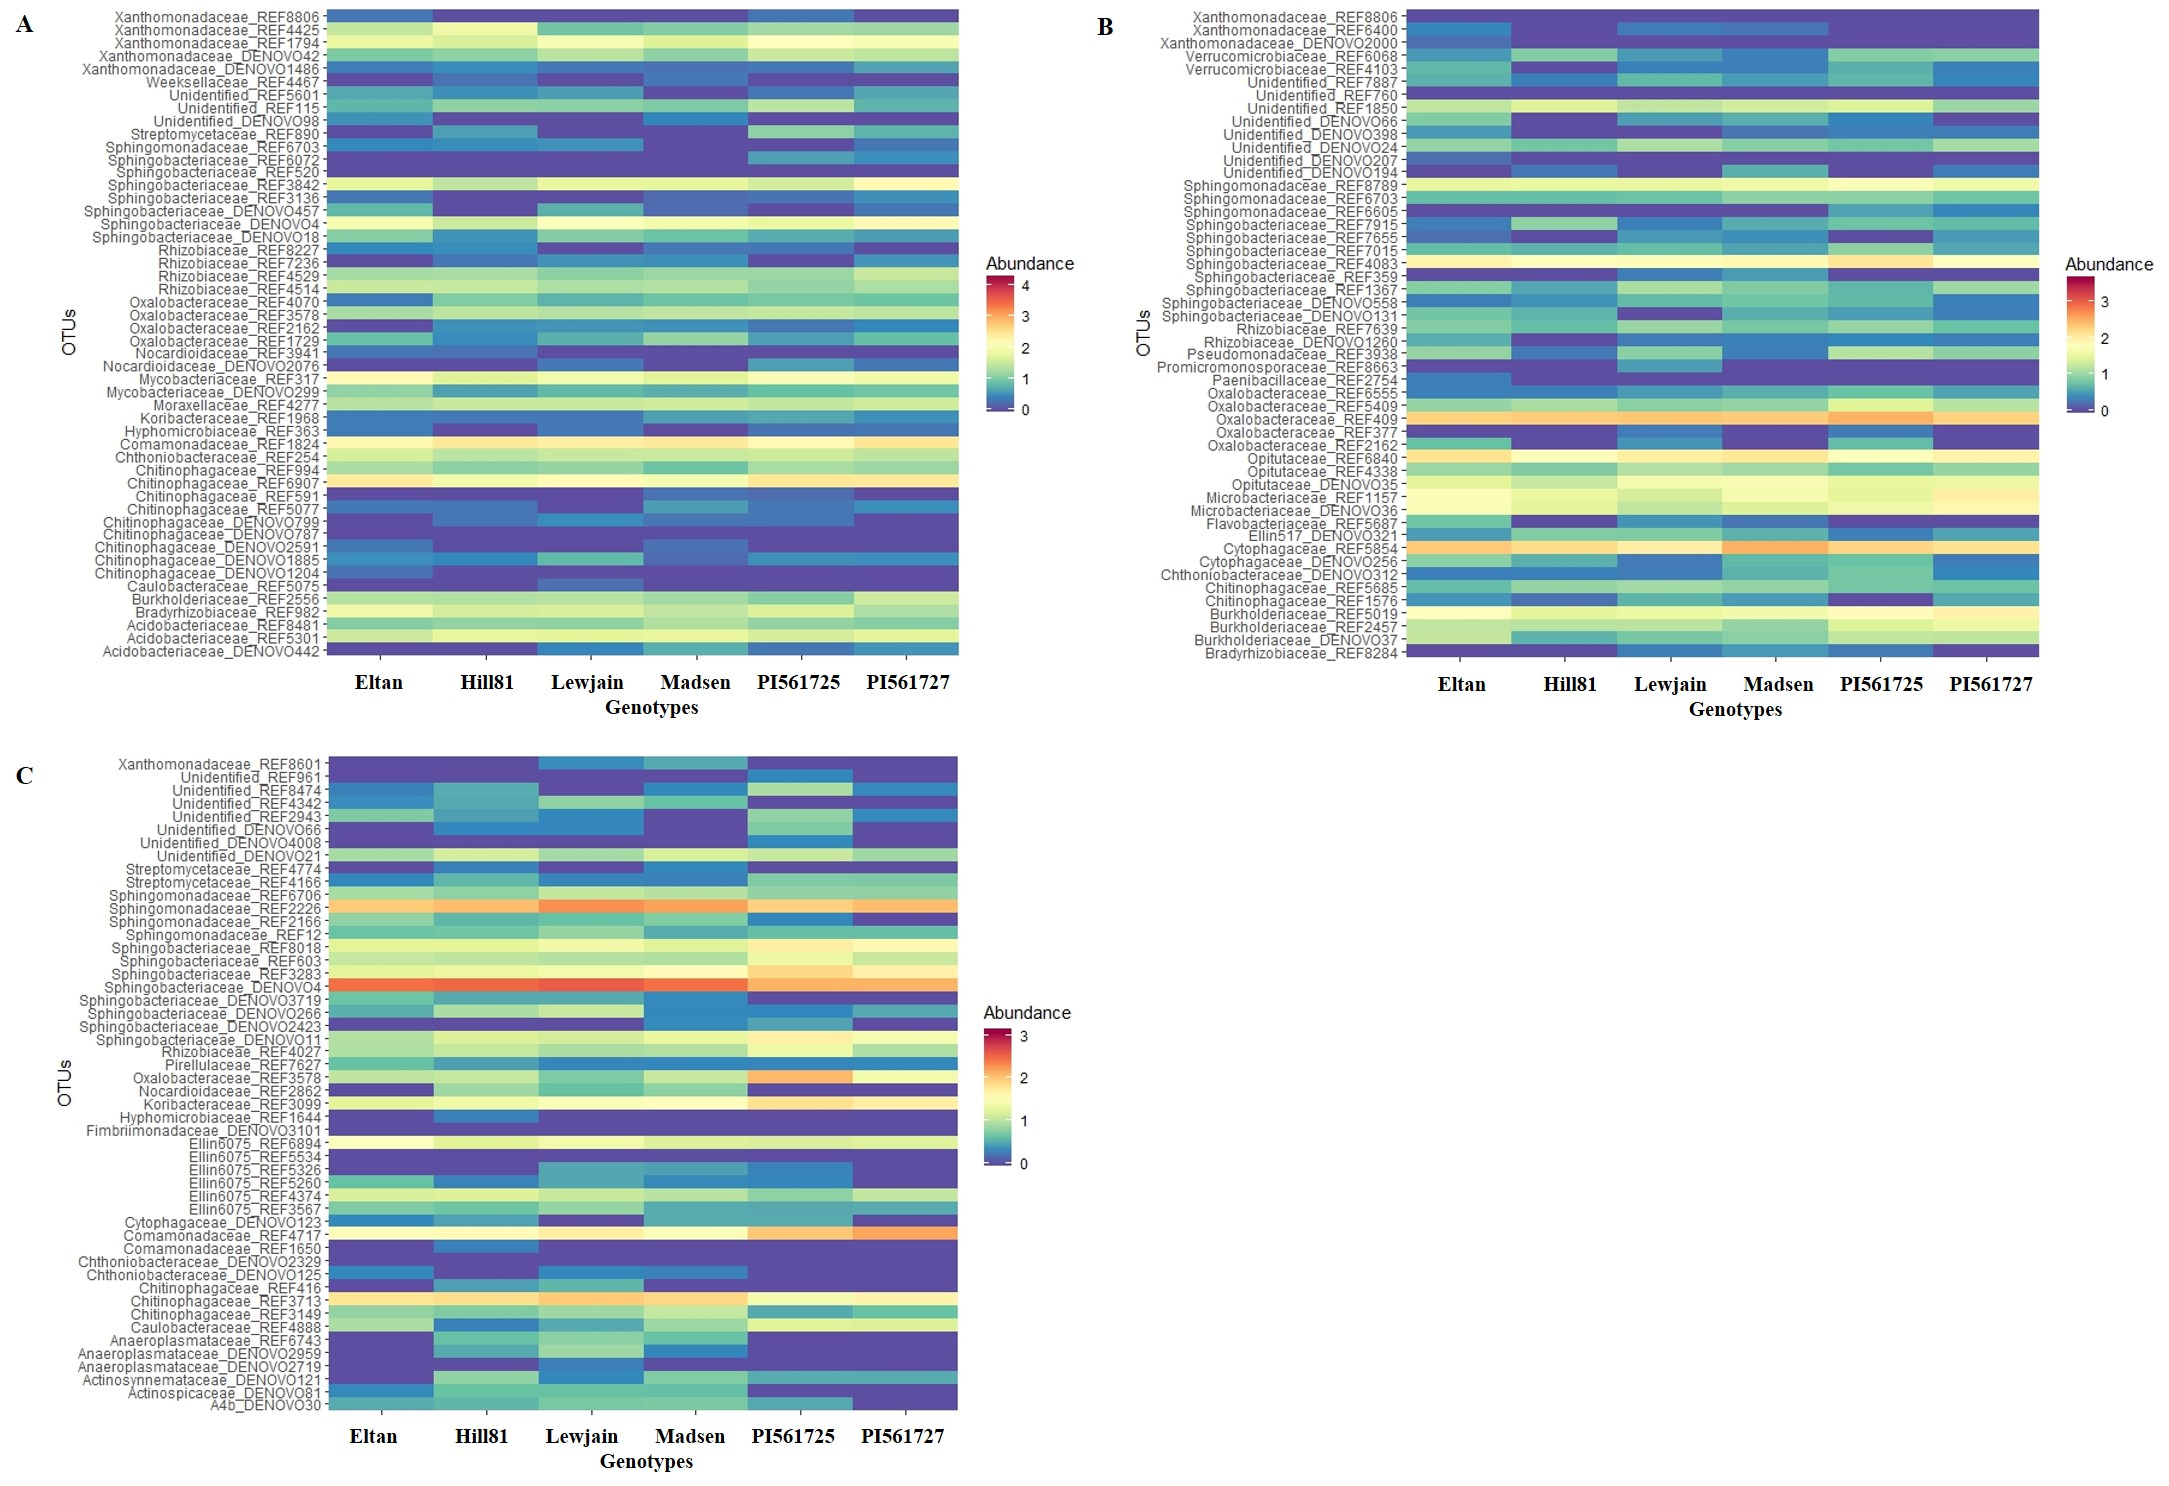 A
Xanthomonadaceae_REF8806
Xanthomonadaceae_REF4425
Xanthomonadaceae_REF1794
Xanthomonadaceae_DENOVO42
Xanthomonadaceae_DENOVO1486
Weeksellaceae_REF4467
Unidentified_REF5601
Unidentified_REF115
Unidentified_DENOVO98
Streptomycetaceae_REF890
Sphingomonadaceae_REF6703
Sphingobacteriaceae_REF6072
Sphingobacteriaceae_REF520
Sphingobacteriaceae_REF3842
Sphingobacteriaceae_REF3136
Sphingobacteriaceae_DENOVO457
Sphingobacteriaceae_DENOVO4
Sphingobacteriaceae_DENOVO18
Rhizobiaceae_REF8227
Rhizobiaceae_REF7236
Rhizobiaceae_REF4529
Rhizobiaceae_REF4514
Oxalobacteraceae_REF4070
Oxalobacteraceae_REF3578
Oxalobacteraceae_REF2162
Oxalobacteraceae_REF1729
Nocardioidaceae_REF3941
Nocardioidaceae_DENOVO2076
Mycobacteriaceae_REF317
Mycobacteriaceae_DENOVO299
Moraxellaceae_REF4277
Koribacteraceae_REF1968
Hyphomicrobiaceae_REF363
Comamonadaceae_REF1824
Chthoniobacteraceae_REF254
Chitinophagaceae_REF994
Chitinophagaceae_REF6907
Chitinophagaceae_REF591
Chitinophagaceae_REF5077
Chitinophagaceae_DENOVO799
Chitinophagaceae_DENOVO787
Chitinophagaceae_DENOVO2591
Chitinophagaceae_DENOVO1885
Chitinophagaceae_DENOVO1204
Caulobacteraceae_REF5075
Burkholderiaceae_REF2556
Bradyrhizobiaceae_REF982
Acidobacteriaceae_REF8481
Acidobacteriaceae_REF5301
Acidobacteriaceae_DENOVO442
OTUs
Eltan Hill81 Lewjain Madsen PI561725 PI561727
Genotypes
Abundance
4
3
2
1
0
B
Xanthomonadaceae_REF8806
Xanthomonadaceae_REF6400
Xanthomonadaceae_DENOVO2000
Verrucomicrobiaceae_REF6068
Verrucomicrobiaceae_REF4103
Unidentified_REF7887
Unidentified_REF760
Unidentified_REF1850
Unidentified_DENOVO66
Unidentified_DENOVO398
Unidentified_DENOVO24
Unidentified_DENOVO207
Unidentified_DENOVO194
Sphingomonadaceae_REF8789
Sphingomonadaceae_REF6703
Sphingomonadaceae_REF6605
Sphingobacteriaceae_REF7915
Sphingobacteriaceae_REF7655
Sphingobacteriaceae_REF7015
Sphingobacteriaceae_REF4083
Sphingobacteriaceae_REF359
Sphingobacteriaceae_REF1367
Sphingobacteriaceae_DENOVO558
Sphingobacteriaceae_DENOVO131
Rhizobiaceae_REF7639
Rhizobiaceae_DENOVO1260
Pseudomonadaceae_REF3938
Promicromonosporaceae_REF8663
Paenibacillaceae_REF2754
Oxalobacteraceae_REF6555
Oxalobacteraceae_REF5409
Oxalobacteraceae_REF409
Oxalobacteraceae_REF377
Oxalobacteraceae_REF2162
Opitutaceae_REF6840
Opitutaceae_REF4338
Opitutaceae_DENOVO35
Microbacteriaceae_REF1157
Microbacteriaceae_DENOVO36
Flavobacteriaceae_REF5687
Ellin517_DENOVO321
Cytophagaceae_REF5854
Cytophagaceae_DENOVO256
Chthoniobacteraceae_DENOVO312
Chitinophagaceae_REF5685
Chitinophagaceae_REF1576
Burkholderiaceae_REF5019
Burkholderiaceae_REF2457
Burkholderiaceae_DENOVO37
Bradyrhizobiaceae_REF8284
OTUs
Eltan Hill81 Lewjain Madsen PI561725 PI561727
Genotypes
Abundance
3
2
1
0
C
Xanthomonadaceae_REF8601
Unidentified_REF961
Unidentified_REF8474
Unidentified_REF4342
Unidentified_REF2943
Unidentified_DENOVO66
Unidentified_DENOVO4008
Unidentified_DENOVO21
Streptomycetaceae_REF4774
Streptomycetaceae_REF4166
Sphingomonadaceae_REF6706
Sphingomonadaceae_REF2226
Sphingomonadaceae_REF2166
Sphingomonadaceae_REF12
Sphingobacteriaceae_REF8018
Sphingobacteriaceae_REF603
Sphingobacteriaceae_REF3283
Sphingobacteriaceae_DENOVO4
Sphingobacteriaceae_DENOVO3719
Sphingobacteriaceae_DENOVO266
Sphingobacteriaceae_DENOVO2423
Sphingobacteriaceae_DENOVO11
Rhizobiaceae_REF4027
Pirellulaceae_REF7627
Oxalobacteraceae_REF3578
Nocardioidaceae_REF2862
Koribacteraceae_REF3099
Hyphomicrobiaceae_REF1644
Fimbriimonadaceae_DENOVO3101
Ellin6075_REF6894
Ellin6075_REF5534
Ellin6075_REF5326
Ellin6075_REF5260
Ellin6075_REF4374
Ellin6075_REF3567
Cytophagaceae_DENOVO123
Comamonadaceae_REF4717
Comamonadaceae_REF1650
Chthoniobacteraceae_DENOVO2329
Chthoniobacteraceae_DENOVO125
Chitinophagaceae_REF416
Chitinophagaceae_REF3713
Chitinophagaceae_REF3149
Caulobacteraceae_REF4888
Anaeroplasmataceae_REF6743
Anaeroplasmataceae_DENOVO2959
Anaeroplasmataceae_DENOVO2719
Actinosynnemataceae_DENOVO121
Actinospicaceae_DENOVO81
A4b_DENOVO30
OTUs
Eltan Hill81 Lewjain Madsen PI561725 PI561727
Genotypes
Abundance
3
2
1
0